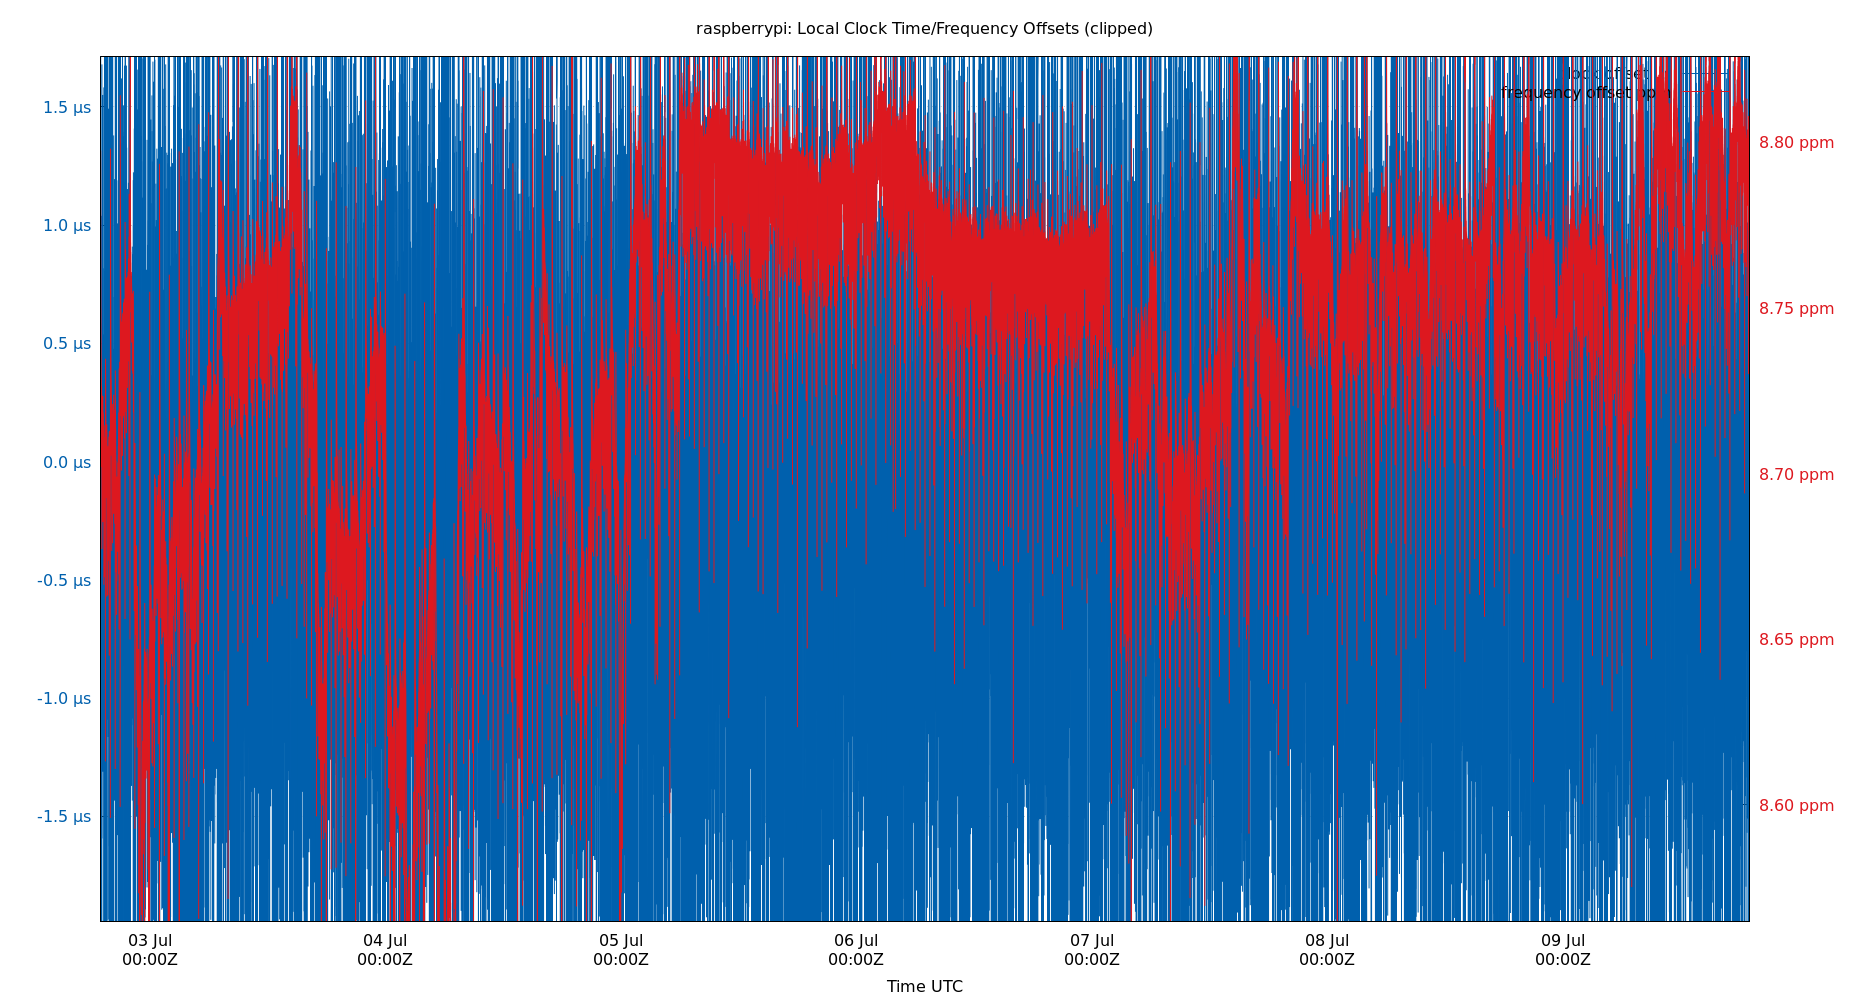 raspberrypi: Local Clock Time/Frequency Offsets (clipped)
frequency offset ppm
1.5 µs
1.0 µs
0.5 µs
0.0 µs
-0.5 µs
-1.0 µs
-1.5 µs
8.80 ppm
8.75 ppm
8.70 ppm
8.65 ppm
8.60 ppm
03 Jul 04 Jul 05 Jul 06 Jul 07 Jul 08 Jul 09 Jul
00:00Z 00:00Z 00:00Z 00:00Z 00:00Z 00:00Z 00:00Z
Time UTC